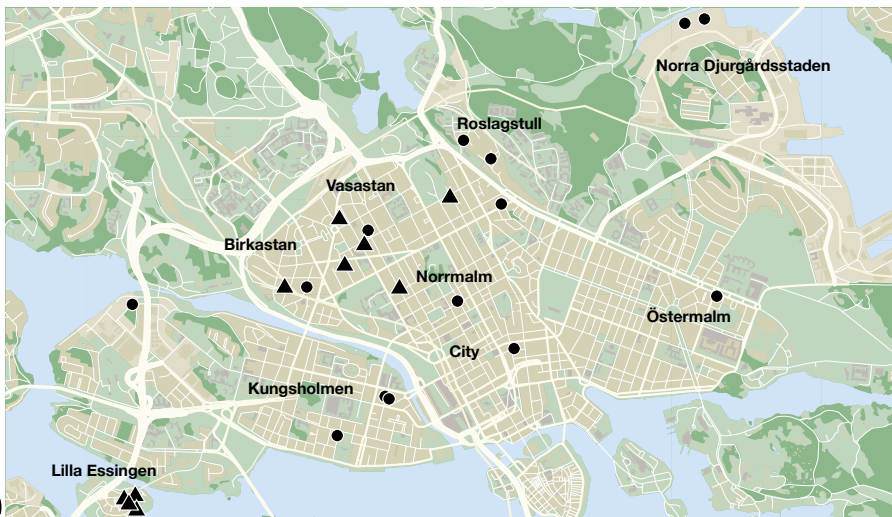 Norra Djurgårdsstaden
Roslagstull
Vasastan
Birkastan
Norrmalm
Östermalm
City
Kungsholmen
Lilla Essingen